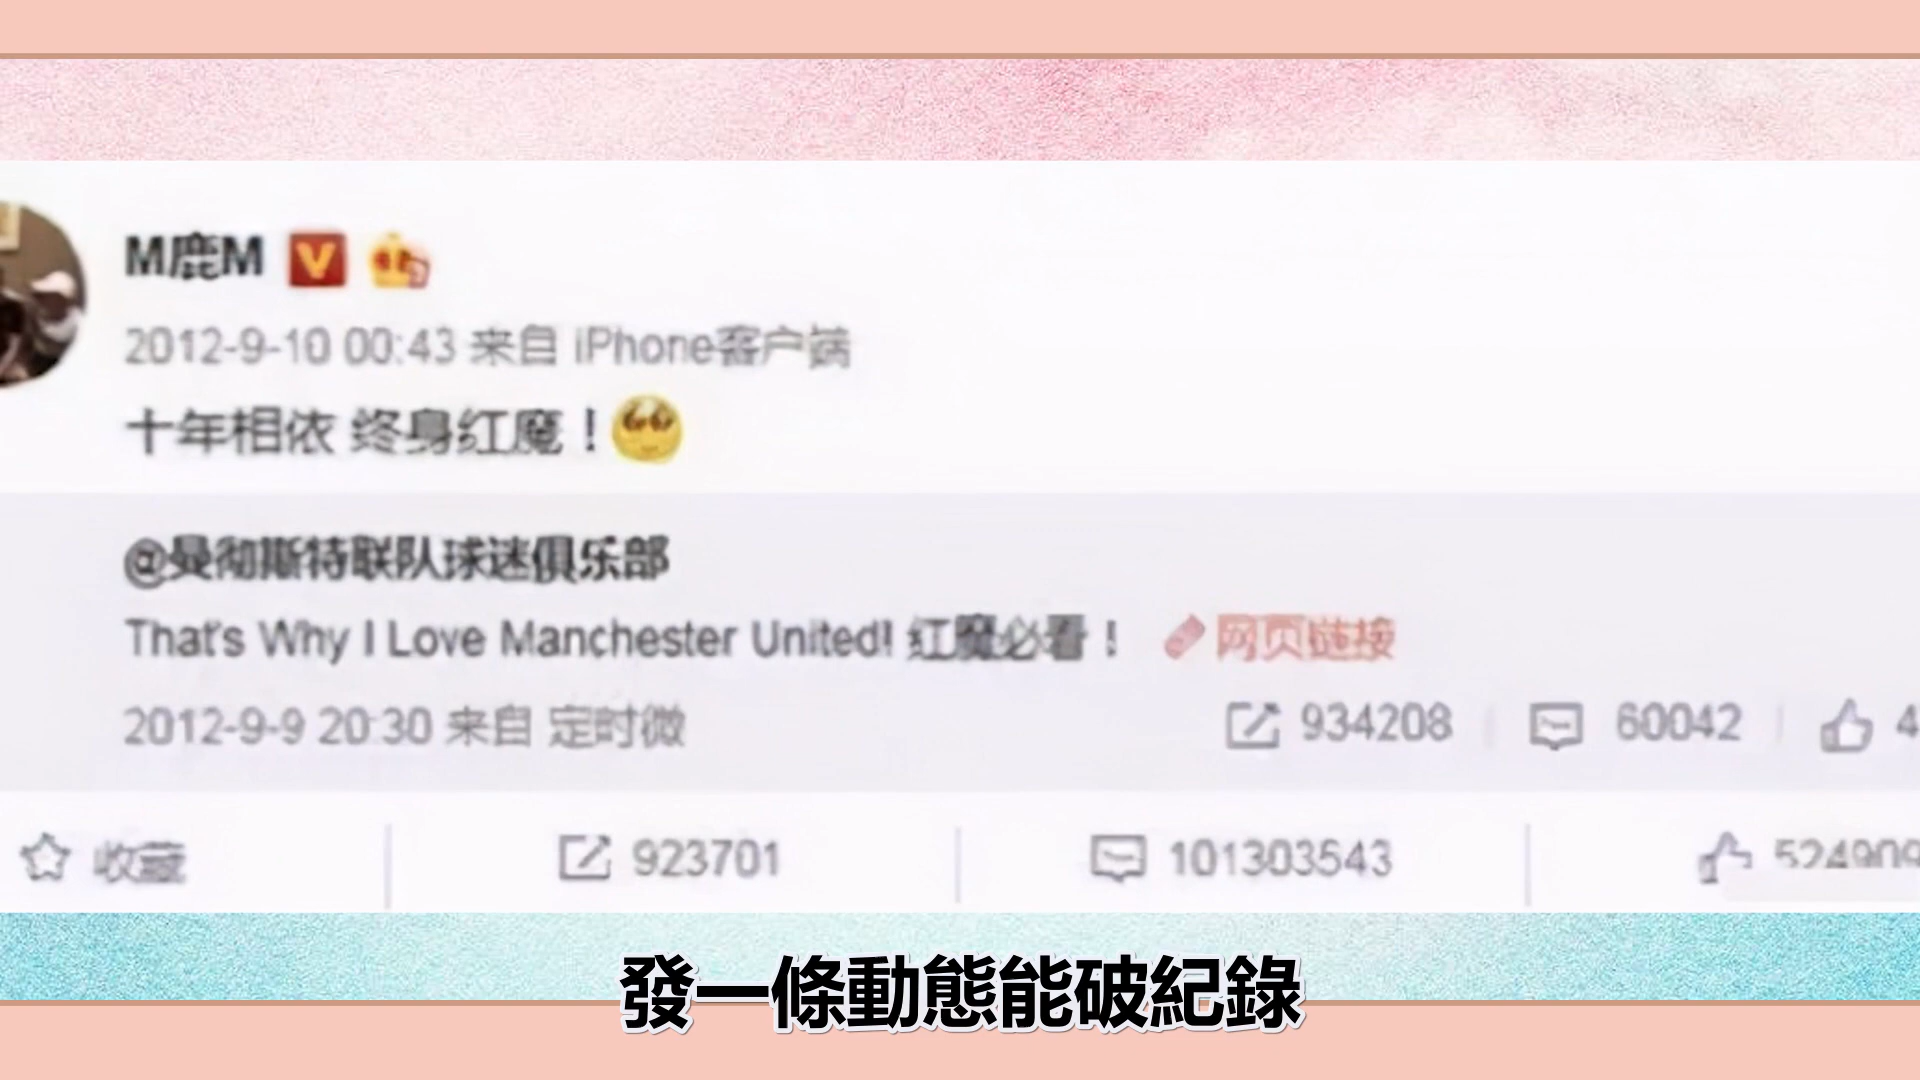 M鹿M
2012-9-10 00:43 来自 iPhone客户端
十年相依 终身红魔！
@曼彻斯特联队球迷俱乐部
That's Why I Love Manchester United! 红魔必看！ 网页链接
2012-9-9 20:30 来自 定时微
934208 60042 4
收藏 923701 101303543 524909
發一條動態能破紀錄